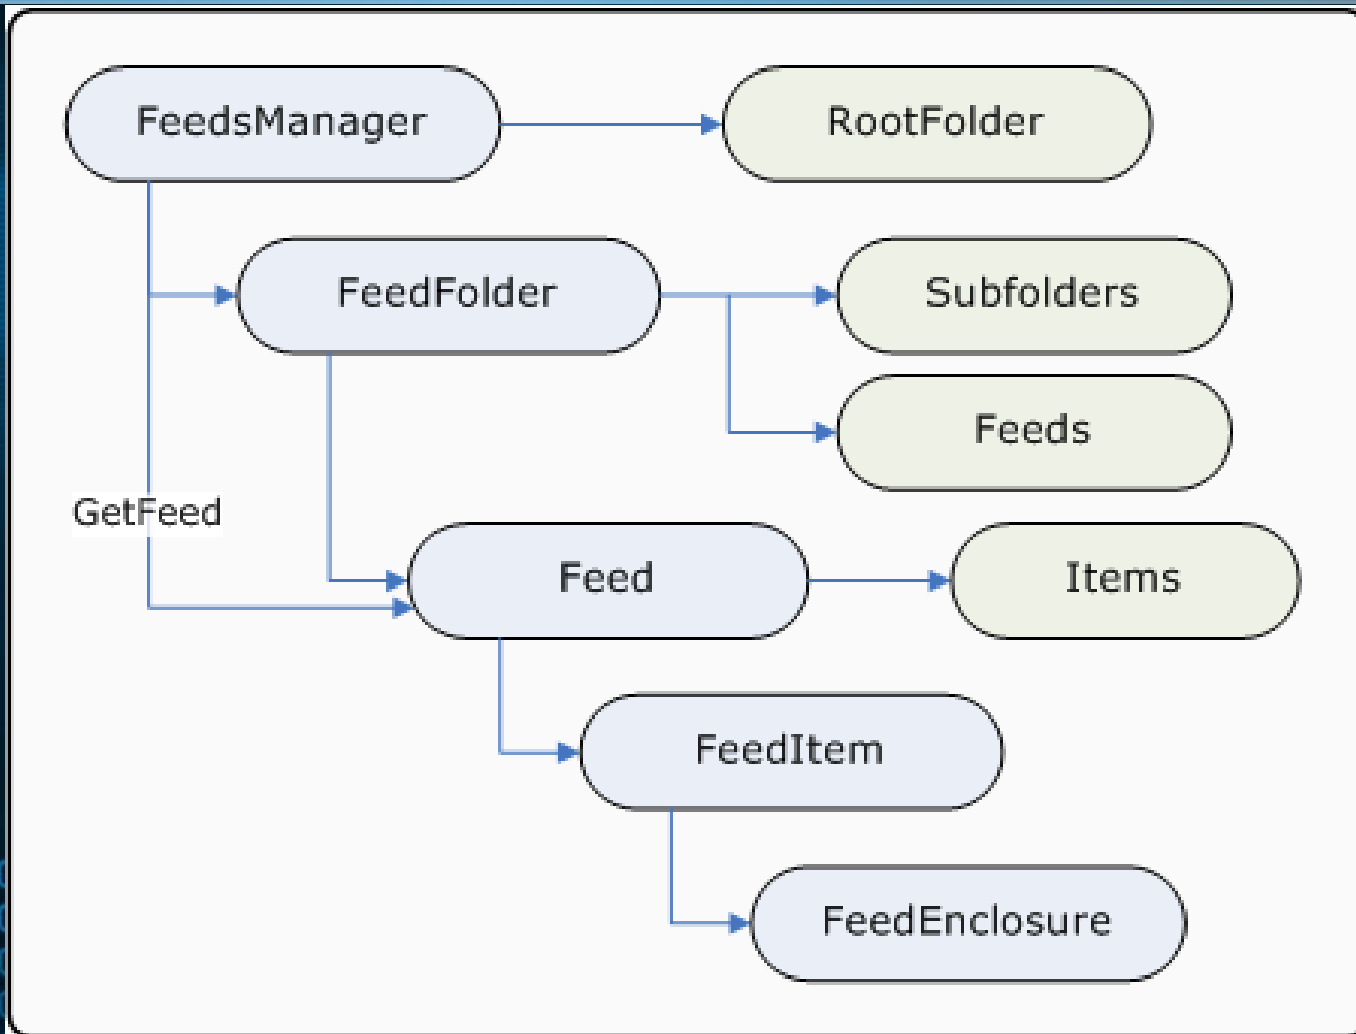 FeedsManager
RootFolder
FeedFolder
Subfolders
Feeds
GetFeed
Feed
Items
FeedItem
FeedEnclosure